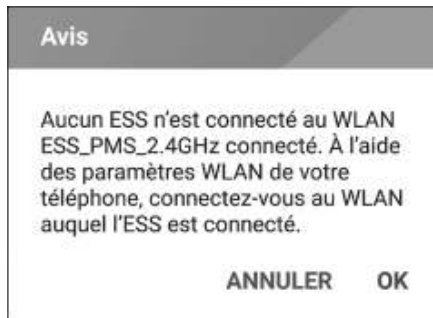 Avis
Aucun ESS n'est connecté au WLAN
ESS_PMS_2.4GHz connecté. À l'aide
des paramètres WLAN de votre
téléphone, connectez-vous au WLAN
auquel l'ESS est connecté.
ANNULER OK